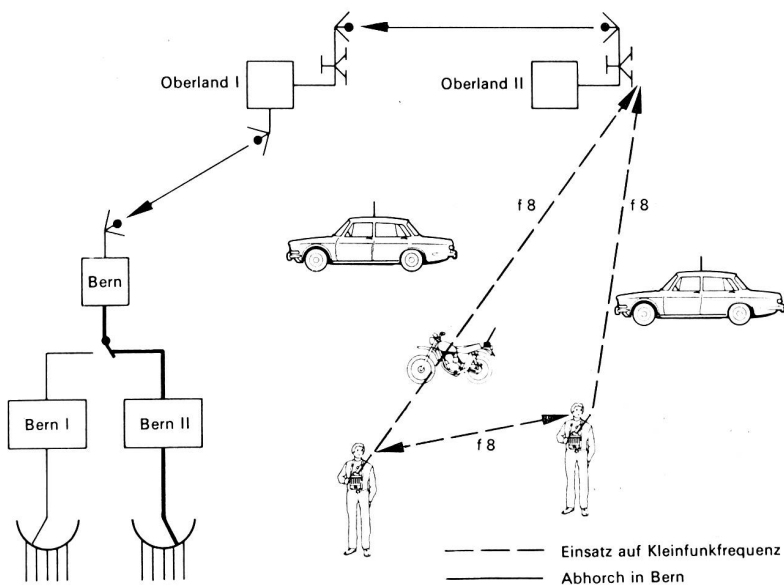 Oberland I
Oberland II
f 8
f 8
Bern
Bern I
Bern II
f 8
Einsatz auf Kleinfunkfrequenz
Abhorch in Bern